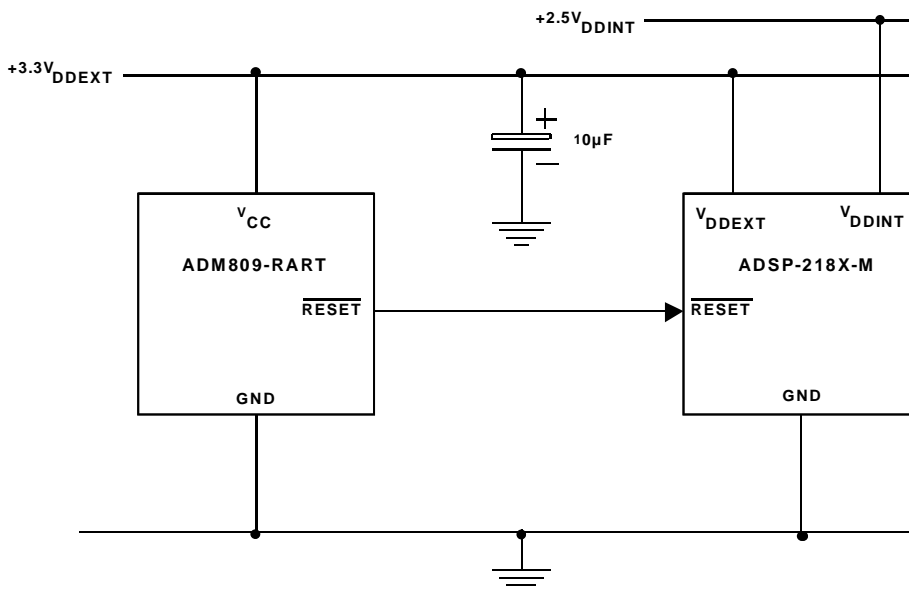 +2.5VDDINT
+3.3VDDEXT
+
10µF
–
VCC
VDDEXT VDDINT
ADM809-RART
ADSP-218X-M
RESET
RESET
GND
GND